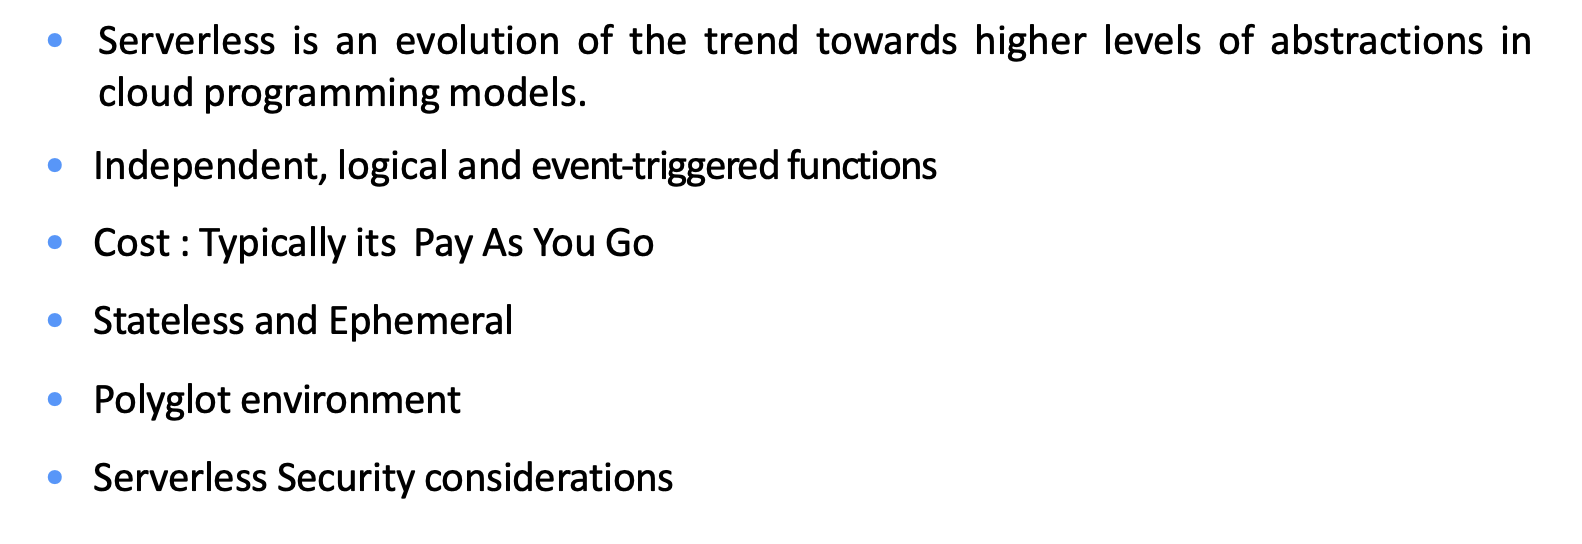 • Serverless is an evolution of the trend towards higher levels of abstractions in
cloud programming models.
• Independent, logical and event-triggered functions
• Cost : Typically its Pay As You Go
• Stateless and Ephemeral
• Polyglot environment
• Serverless Security considerations